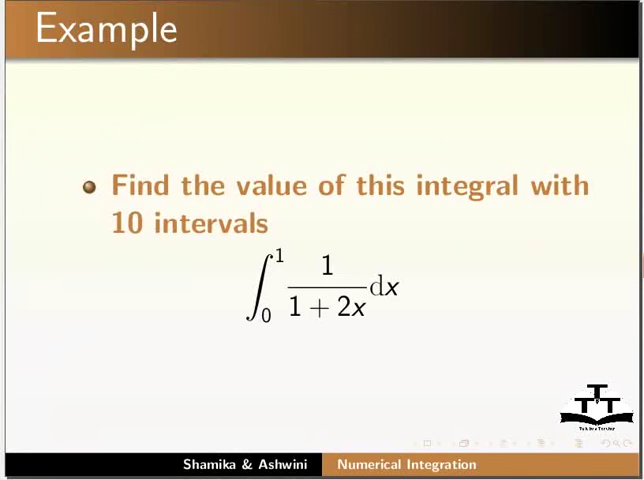 Example
Find the value of this integral with
10 intervals
∫₀¹ 1/(1 + 2x) dx
Shamika & Ashwini Numerical Integration